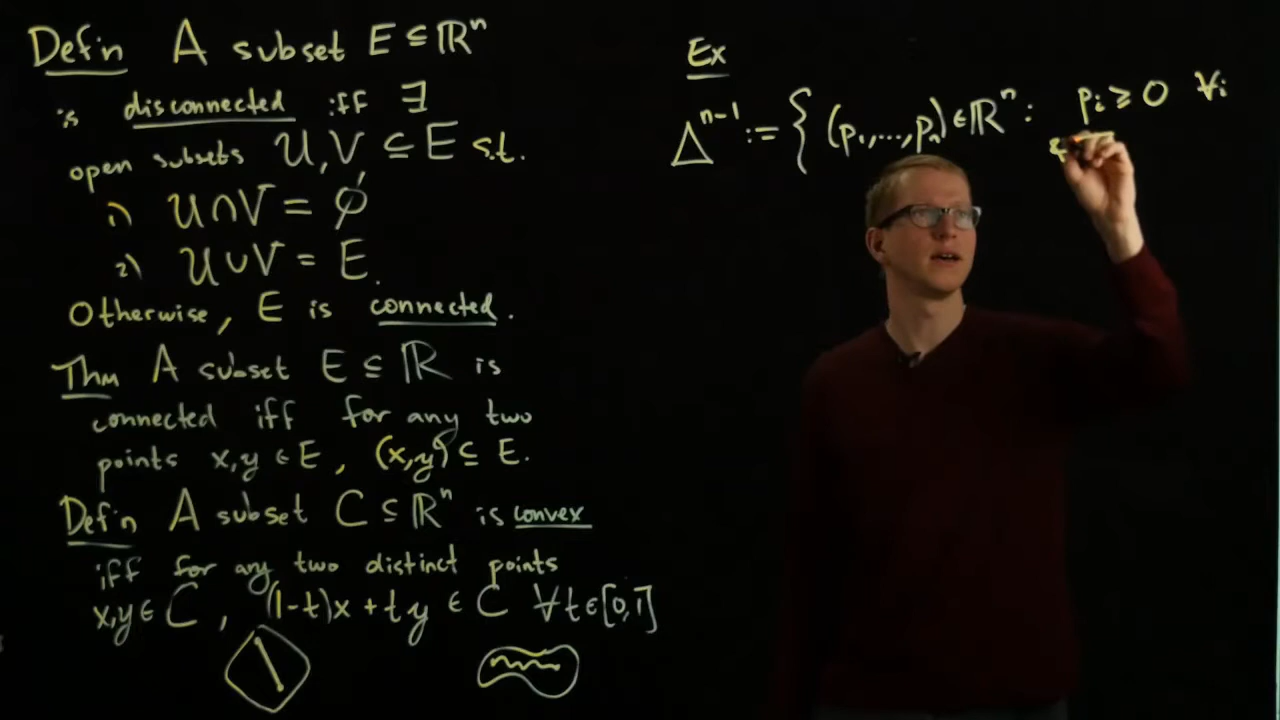 Def'n A subset E ⊆ ℝⁿ
is disconnected iff ∃
open subsets U,V ⊆ E s.t.
1) U∩V = ∅
2) U∪V = E.
Otherwise, E is connected.
Thm A subset E ⊆ ℝ is
connected iff for any two
points x,y ∈ E, (x,y) ⊆ E.
Def'n A subset C ⊆ ℝⁿ is convex
iff for any two distinct points
x,y ∈ C, (1-t)x + ty ∈ C ∀t∈[0,1]
Ex
Δⁿ⁻¹ := { (p₁,...,pₙ) ∈ ℝⁿ : pᵢ ≥ 0 ∀i
&